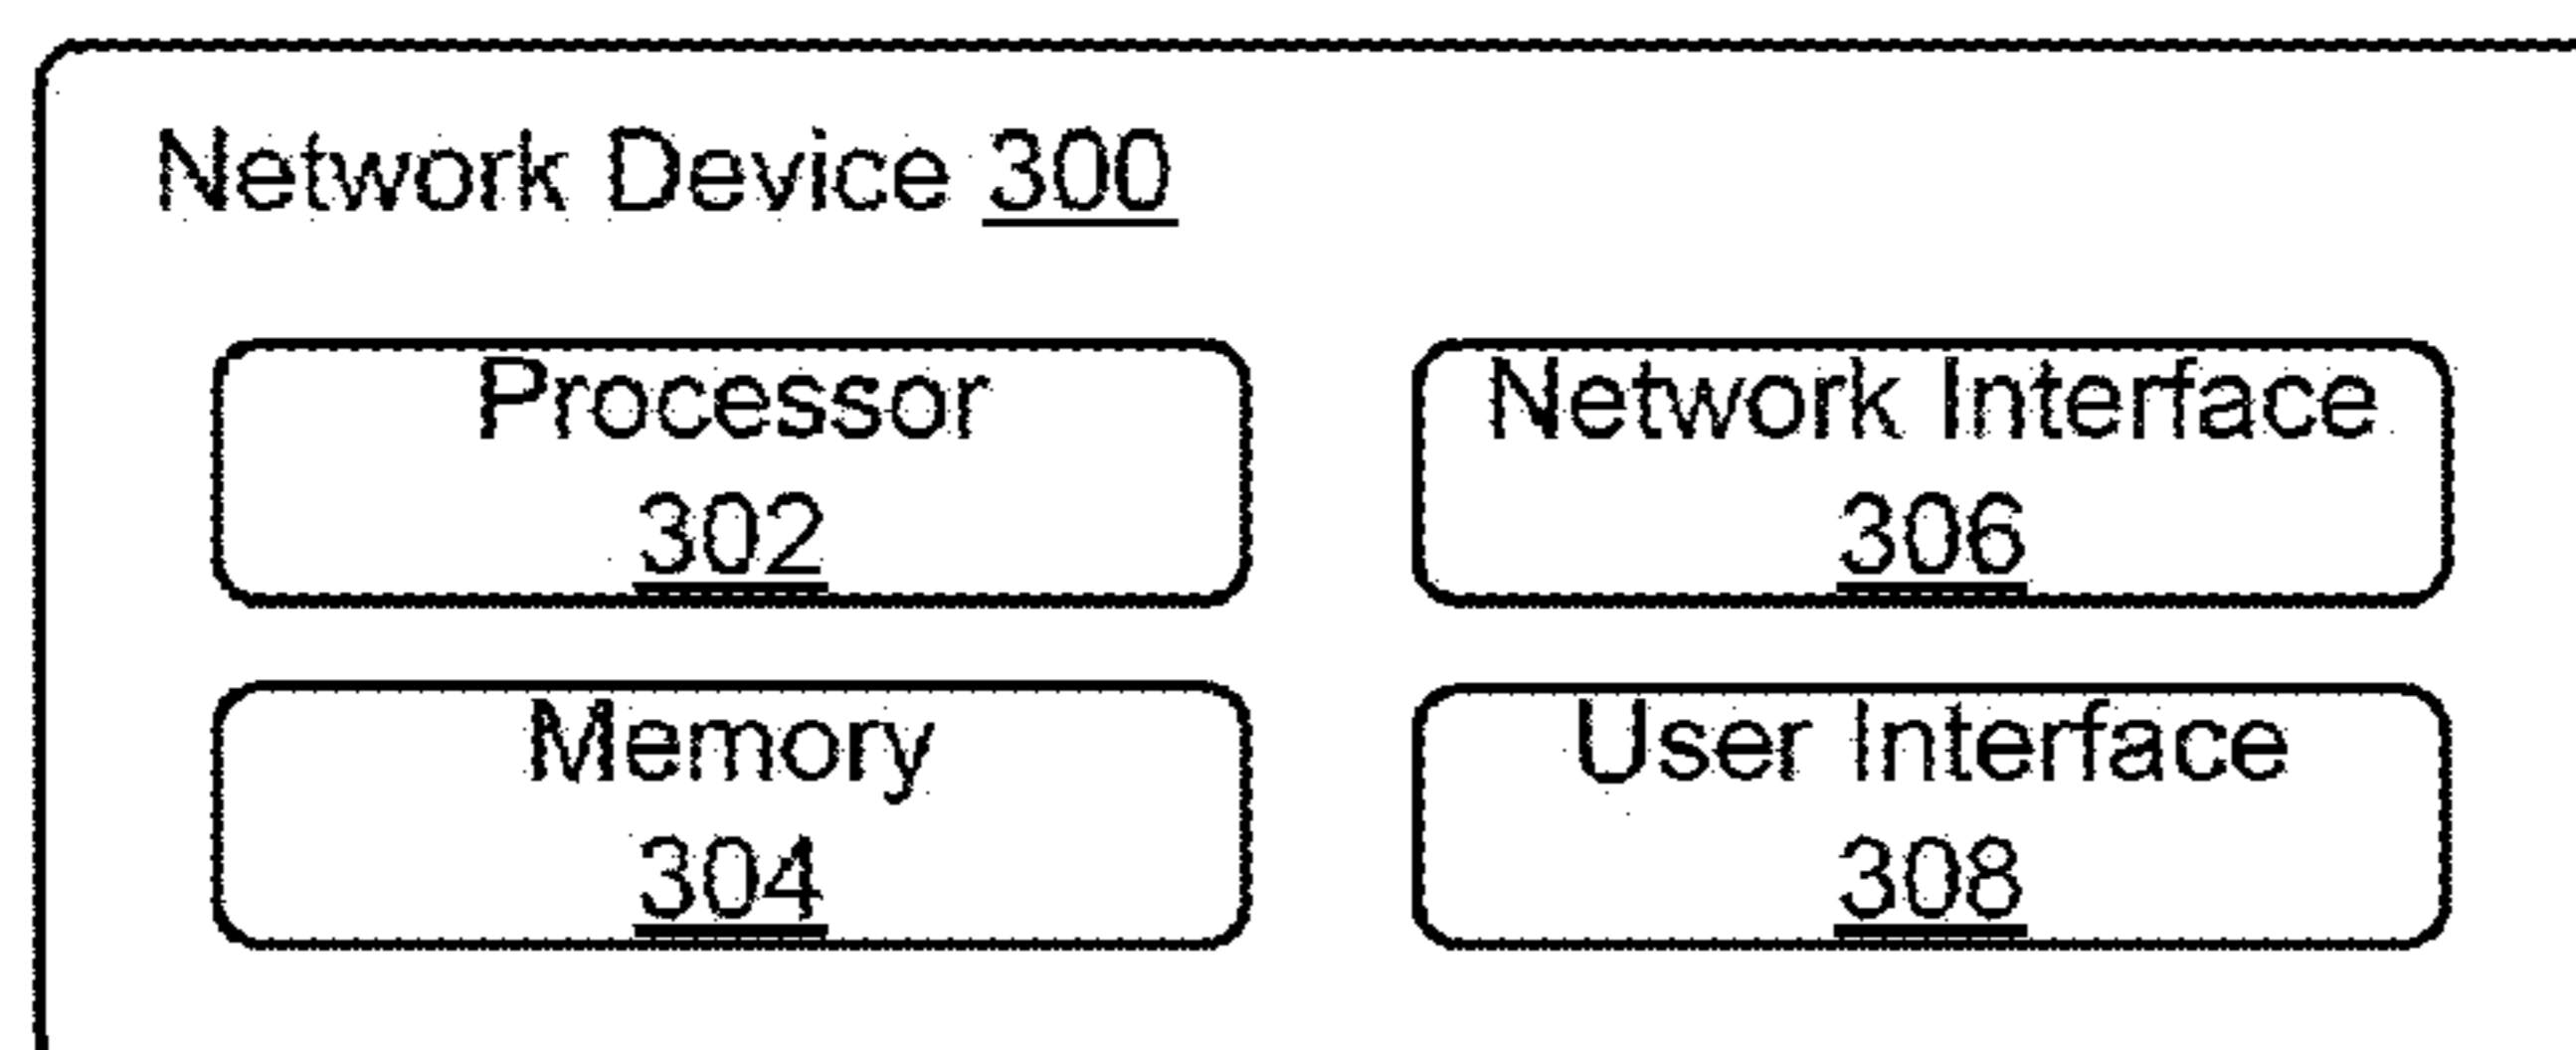 Network Device 300
Processor
302
Network Interface
306
Memory
304
User Interface
308